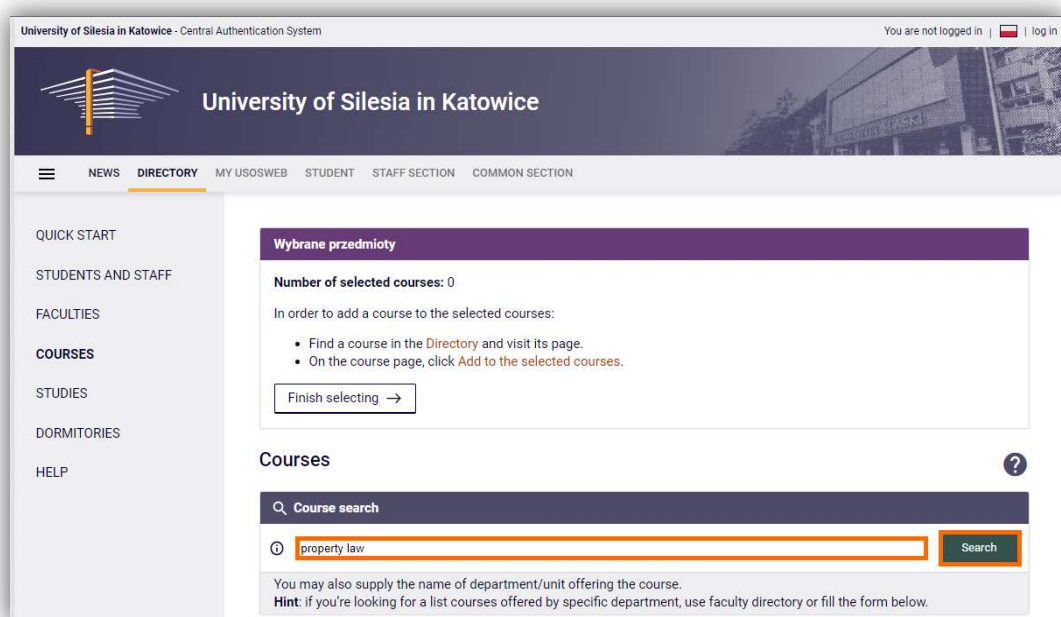 University of Silesia in Katowice - Central Authentication System
You are not logged in | | log in
University of Silesia in Katowice
NEWS DIRECTORY MY USOSWEB STUDENT STAFF SECTION COMMON SECTION
QUICK START
STUDENTS AND STAFF
FACULTIES
COURSES
STUDIES
DORMITORIES
HELP
Wybrane przedmioty
Number of selected courses: 0
In order to add a course to the selected courses:
• Find a course in the Directory and visit its page.
• On the course page, click Add to the selected courses.
Finish selecting →
Courses
?
Course search
property law
Search
You may also supply the name of department/unit offering the course.
Hint: if you're looking for a list courses offered by specific department, use faculty directory or fill the form below.